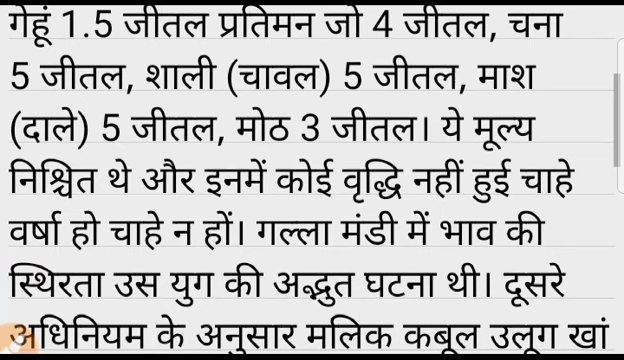 गेहूं 1.5 जीतल प्रतिमन जो 4 जीतल, चना
5 जीतल, शाली (चावल) 5 जीतल, माश
(दाले) 5 जीतल, मोठ 3 जीतल। ये मूल्य
निश्चित थे और इनमें कोई वृद्धि नहीं हुई चाहे
वर्षा हो चाहे न हों। गल्ला मंडी में भाव की
स्थिरता उस युग की अद्भुत घटना थी। दूसरे
अधिनियम के अनुसार मलिक कबूल उलूग खां